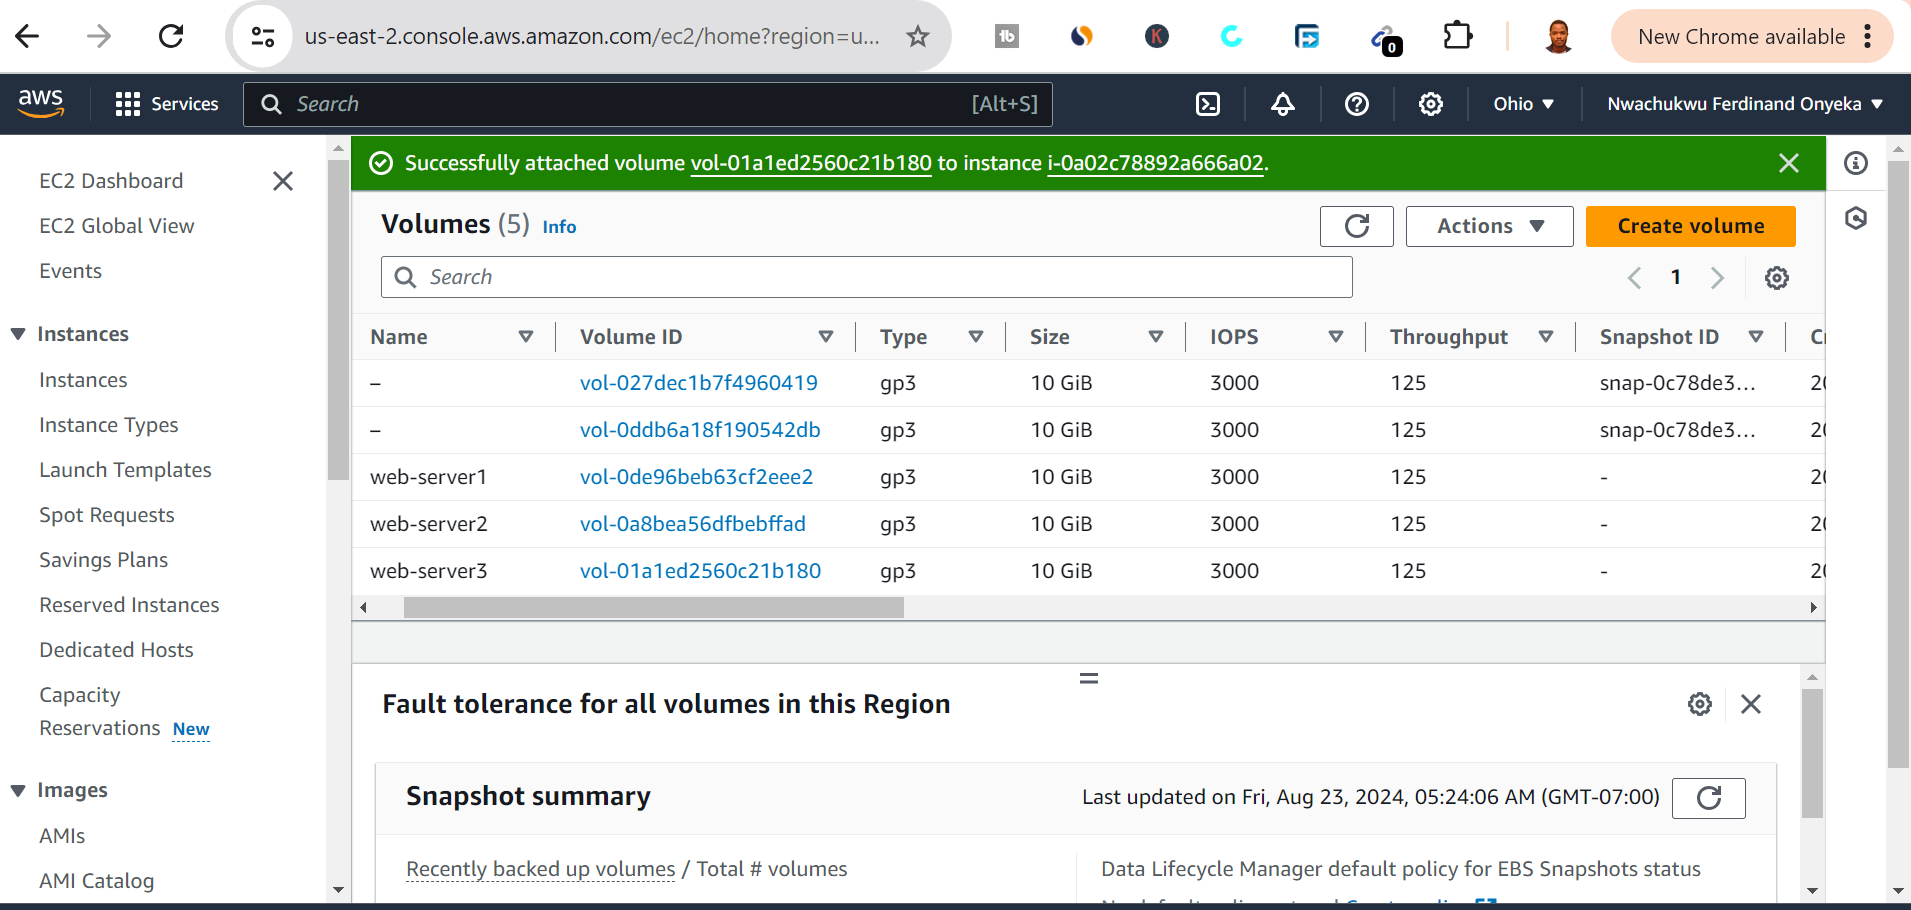 us-east-2.console.aws.amazon.com/ec2/home?region=u...
0
New Chrome available
aws
Services
Search
[Alt+S]
Ohio
Nwachukwu Ferdinand Onyeka
EC2 Dashboard
EC2 Global View
Events
Instances
Instances
Instance Types
Launch Templates
Spot Requests
Savings Plans
Reserved Instances
Dedicated Hosts
Capacity
Reservations New
Images
AMIs
AMI Catalog
Successfully attached volume vol-01a1ed2560c21b180 to instance i-0a02c78892a666a02.
Volumes (5) Info
Actions
Create volume
Search
1
Name Volume ID Type Size IOPS Throughput Snapshot ID
– vol-027dec1b7f4960419 gp3 10 GiB 3000 125 snap-0c78de3...
– vol-0ddb6a18f190542db gp3 10 GiB 3000 125 snap-0c78de3...
web-server1 vol-0de96beb63cf2eee2 gp3 10 GiB 3000 125 -
web-server2 vol-0a8bea56dfbebffad gp3 10 GiB 3000 125 -
web-server3 vol-01a1ed2560c21b180 gp3 10 GiB 3000 125 -
Fault tolerance for all volumes in this Region
Snapshot summary
Last updated on Fri, Aug 23, 2024, 05:24:06 AM (GMT-07:00)
Recently backed up volumes / Total # volumes
Data Lifecycle Manager default policy for EBS Snapshots status